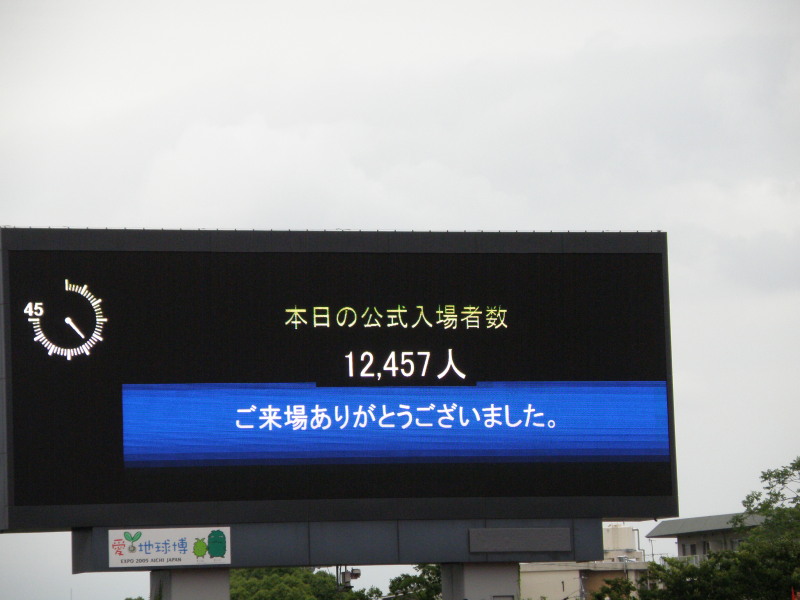 45
本日の公式入場者数
12,457人
ご来場ありがとうございました。
愛・地球博
EXPO 2005 AICHI JAPAN